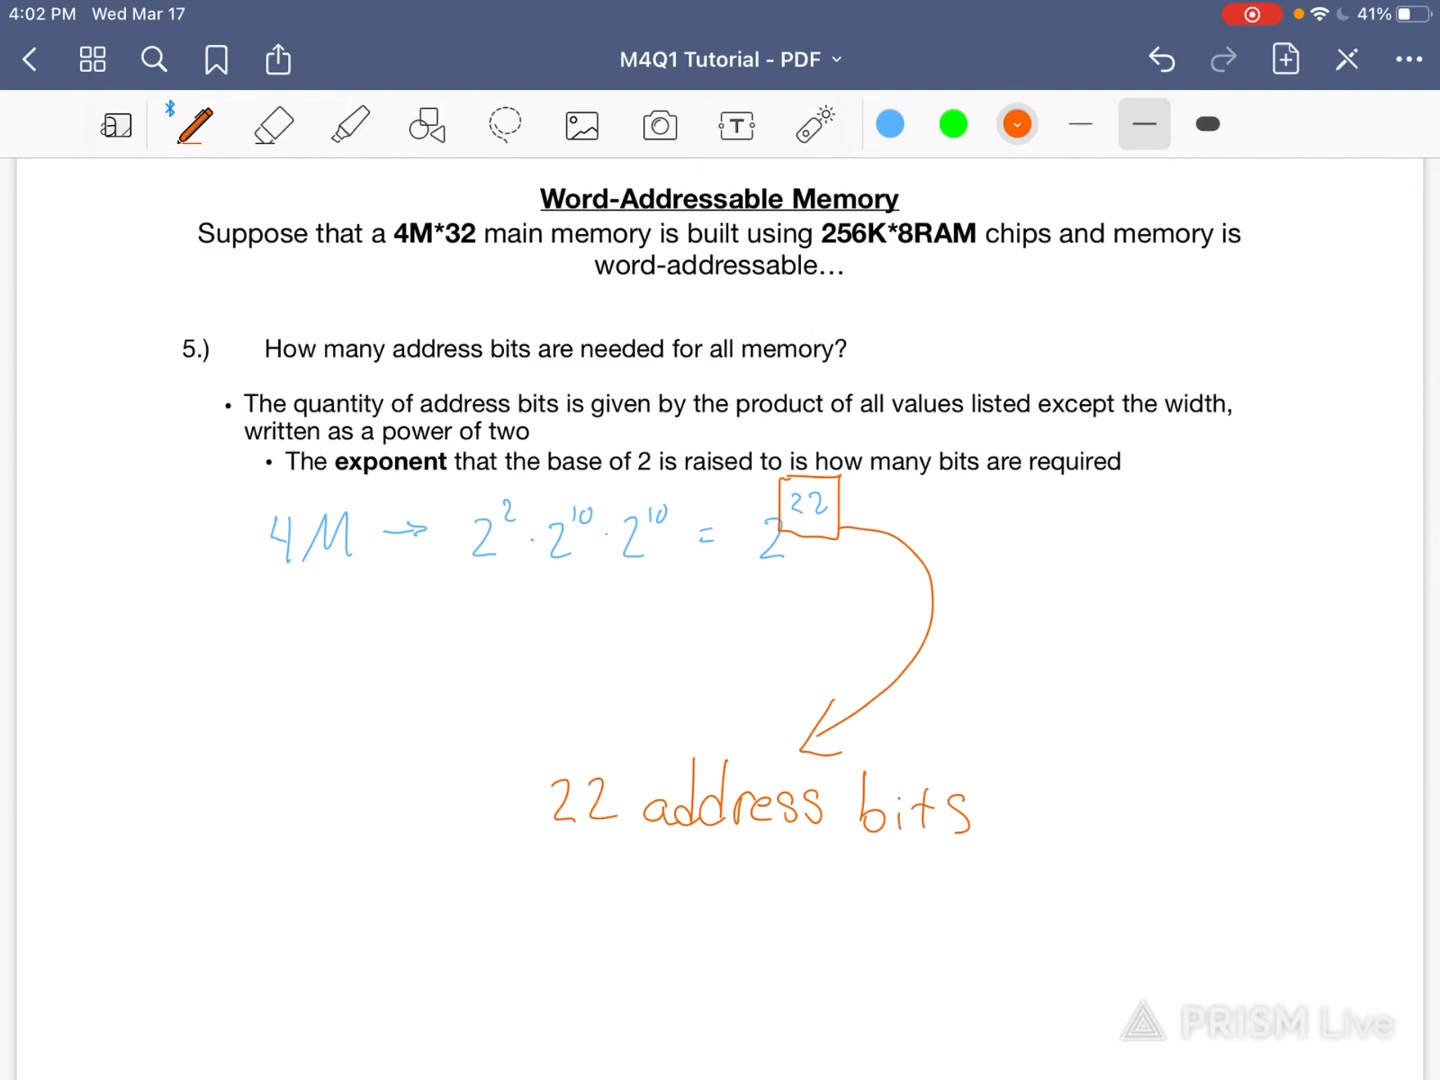 4:02 PM Wed Mar 17 41%
M4Q1 Tutorial - PDF
Word-Addressable Memory
Suppose that a 4M*32 main memory is built using 256K*8RAM chips and memory is
word-addressable...
5.) How many address bits are needed for all memory?
• The quantity of address bits is given by the product of all values listed except the width,
written as a power of two
• The exponent that the base of 2 is raised to is how many bits are required
4M → 2² · 2¹⁰ · 2¹⁰ = 2²²
22 address bits
PRISM Live